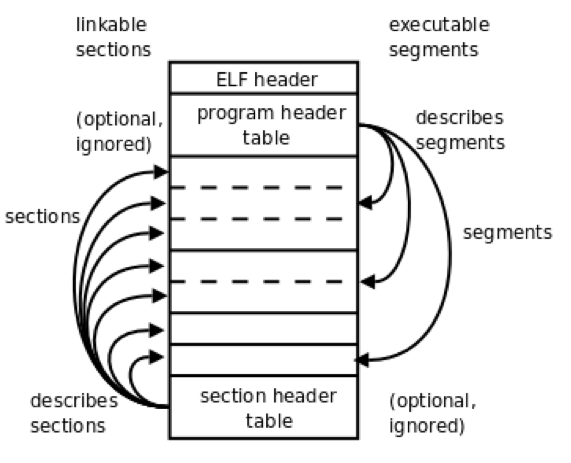 linkable
sections
executable
segments
ELF header
(optional,
ignored)
program header
table
describes
segments
sections
segments
describes
sections
section header
table
(optional,
ignored)